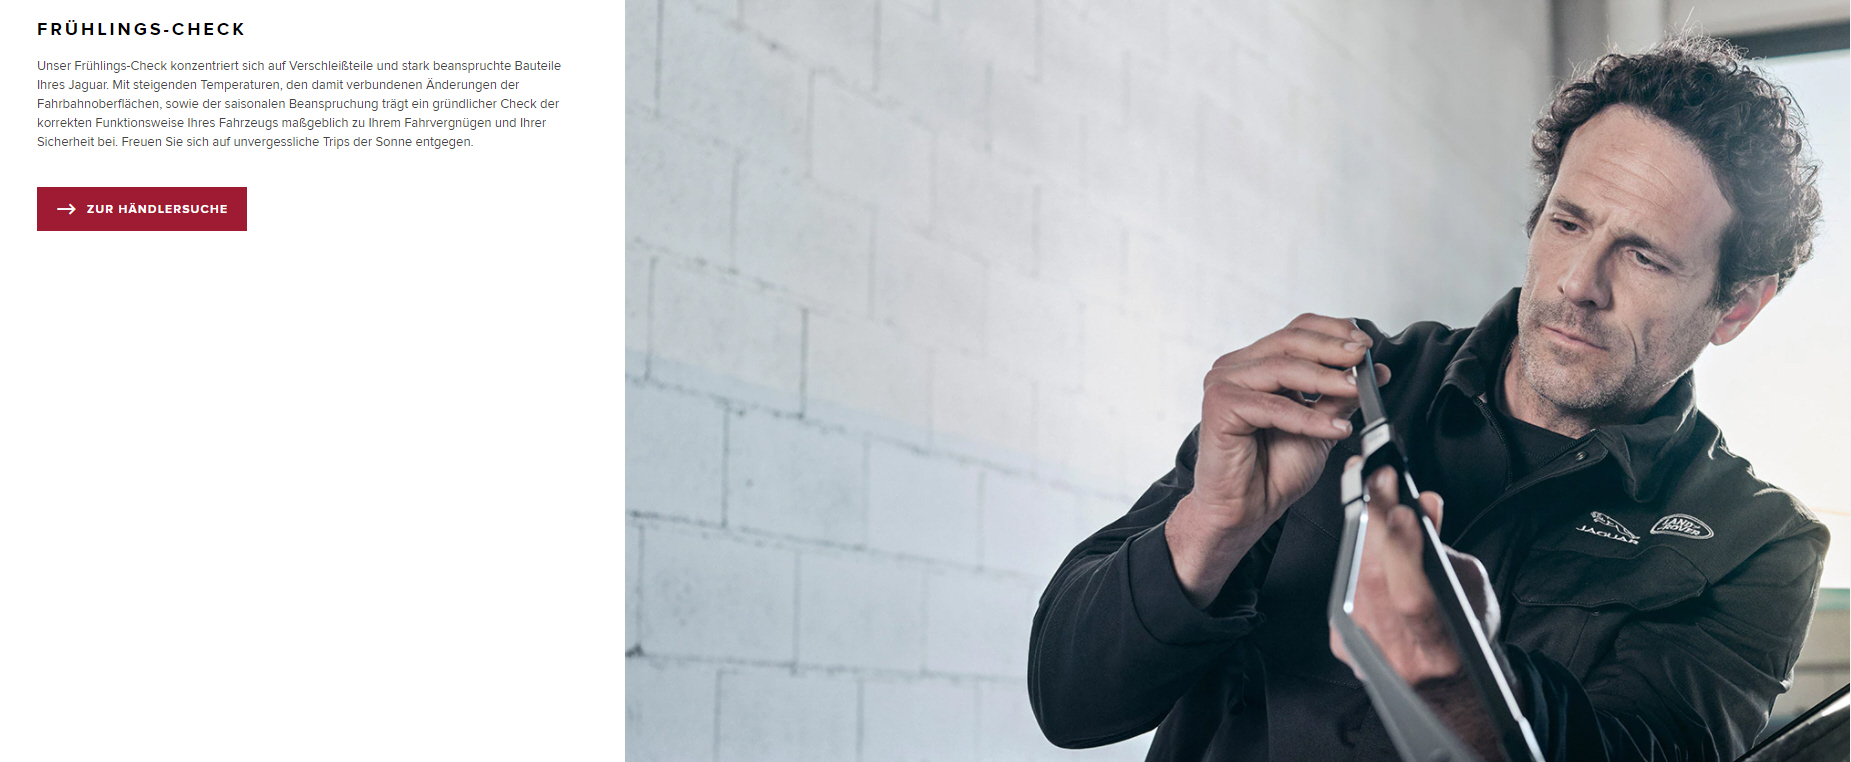 FRÜHLINGS-CHECK
Unser Frühlings-Check konzentriert sich auf Verschleißteile und stark beanspruchte Bauteile
Ihres Jaguar. Mit steigenden Temperaturen, den damit verbundenen Änderungen der
Fahrbahnoberflächen, sowie der saisonalen Beanspruchung trägt ein gründlicher Check der
korrekten Funktionsweise Ihres Fahrzeugs maßgeblich zu Ihrem Fahrvergnügen und Ihrer
Sicherheit bei. Freuen Sie sich auf unvergessliche Trips der Sonne entgegen.
ZUR HÄNDLERSUCHE
JAGUAR
LAND
ROVER